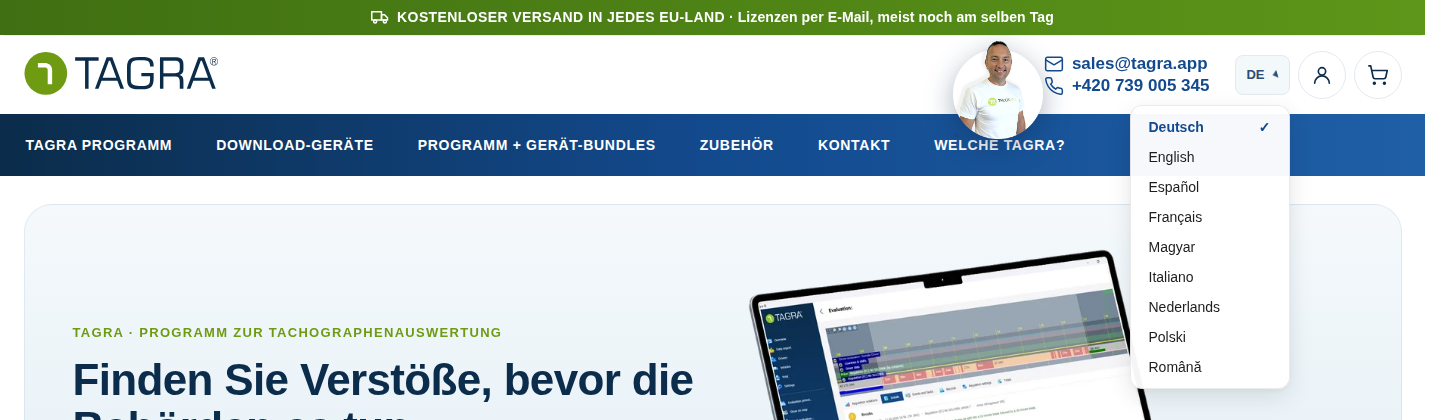 KOSTENLOSER VERSAND IN JEDES EU-LAND · Lizenzen per E-Mail, meist noch am selben Tag
TAGRA®
sales@tagra.app
+420 739 005 345
DE
TAGRA PROGRAMM
DOWNLOAD-GERÄTE
PROGRAMM + GERÄT-BUNDLES
ZUBEHÖR
KONTAKT
WELCHE TAGRA?
Deutsch ✓
English
Español
Français
Magyar
Italiano
Nederlands
Polski
Română
TAGRA · PROGRAMM ZUR TACHOGRAPHENAUSWERTUNG
Finden Sie Verstöße, bevor die
TAGRA
Evaluation